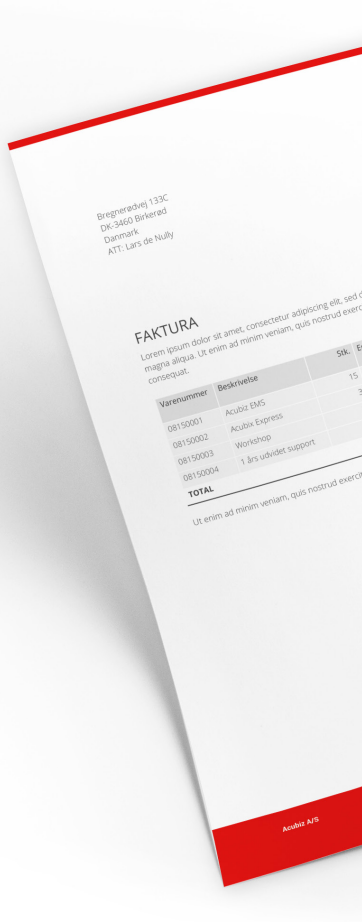 Bregnerødvej 133C
DK-3460 Birkerød
Danmark
ATT: Lars de Nully
FAKTURA
Lorem ipsum dolor sit amet, consectetur adipiscing elit, sed
magna aliqua. Ut enim ad minim veniam, quis nostrud exerc
consequat.
Varenummer Beskrivelse Stk.
08150001 Acubiz EMS 15
08150002 Acubix Express
08150003 Workshop
08150004 1 års udvidet support
TOTAL
Ut enim ad minim veniam, quis nostrud exercit
Acubiz A/S